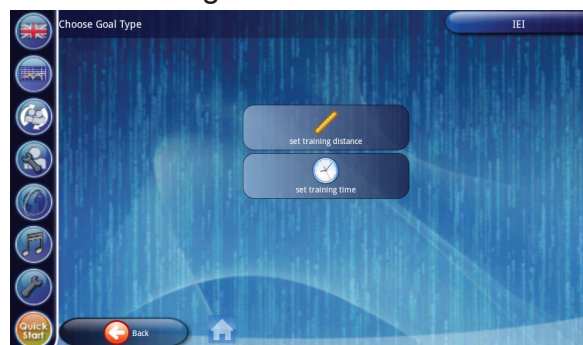 Choose Goal Type
IEI
set training distance
set training time
Quick
Start
Back